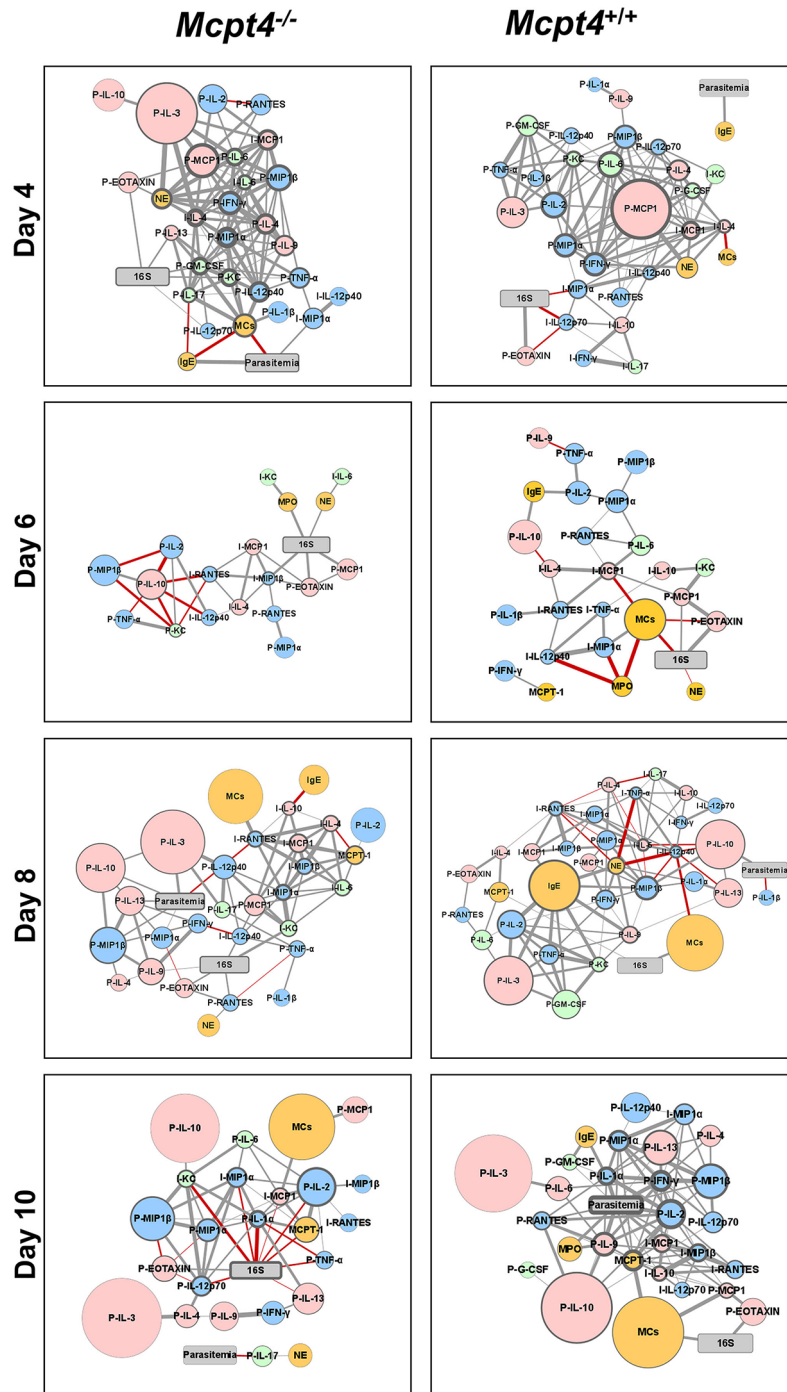 Mcpt4-/-
Mcpt4+/+
Day 4
P-IL-10
P-IL-3
P-IL-2
P-RANTES
I-MCP1
P-MCP1
P-IL-6
I-IL-6
P-MIP1β
P-EOTAXIN
NE
P-IFN-γ
I-IL-4
P-IL-4
P-IL-13
P-MIP1α
P-IL-9
P-GM-CSF
P-KC
P-TNF-α
16S
P-IL-17
P-IL-12p40
I-IL-12p40
P-IL-12p70
MCs
P-IL-1β
I-MIP1α
IgE
Parasitemia
P-IL-1α
P-IL-9
Parasitemia
IgE
P-GM-CSF
P-IL-12p40
P-MIP1β
P-IL-12p70
P-KC
P-IL-6
P-IL-4
I-KC
P-TNF-α
P-IL-1β
P-G-CSF
P-IL-3
P-IL-2
P-MCP1
I-MCP1
I-IL-4
MCs
P-MIP1α
P-IFN-γ
I-IL-12p40
NE
I-MIP1α
P-RANTES
16S
I-IL-12p70
I-IL-10
P-EOTAXIN
I-IFN-γ
I-IL-17
Day 6
I-KC
I-IL-6
MPO
NE
P-IL-2
16S
P-MIP1β
I-RANTES
I-MCP1
P-IL-10
I-MIP1β
P-EOTAXIN
P-MCP1
P-TNF-α
I-IL-12p40
I-IL-4
P-KC
P-RANTES
P-MIP1α
P-IL-9
P-TNF-α
P-MIP1β
IgE
P-IL-2
P-MIP1α
P-IL-10
P-RANTES
P-IL-6
I-IL-4
I-MCP1
I-IL-10
I-KC
P-MCP1
P-IL-1β
I-RANTES
I-TNF-α
MCs
P-EOTAXIN
I-IL-12p40
I-MIP1α
16S
P-IFN-γ
MCPT-1
MPO
NE
Day 8
MCs
IgE
I-IL-10
P-IL-3
I-RANTES
I-IL-4
P-IL-2
I-MCP1
P-IL-10
P-IL-12p40
I-MIP1β
MCPT-1
I-MIP1α
I-IL-6
P-IL-13
Parasitemia
P-IL-17
P-MCP1
P-IFN-γ
I-KC
P-MIP1β
P-MIP1α
I-IL-12p40
P-TNF-α
P-IL-4
P-IL-9
16S
P-EOTAXIN
P-RANTES
P-IL-1β
NE
P-IL-4
I-IL-17
I-TNF-α
I-IL-10
I-RANTES
I-MIP1α
I-IL-12p70
I-IFN-γ
I-IL-4
I-MCP1
I-MIP1β
P-MIP1α
I-IL-6
I-IL-12p40
P-IL-10
P-EOTAXIN
P-MCP1
NE
Parasitemia
MCPT-1
IgE
P-MIP1β
P-IL-1α
P-IL-13
P-IL-1β
P-IFN-γ
P-RANTES
P-IL-2
P-IL-6
P-IL-9
MCs
P-TNF-α
P-KC
16S
P-IL-3
P-GM-CSF
Day 10
P-IL-10
MCs
P-MCP1
P-IL-6
I-KC
I-MIP1α
P-IL-2
I-MCP1
I-MIP1β
P-MIP1β
P-MIP1α
P-IL-1α
MCPT-1
I-RANTES
P-EOTAXIN
16S
P-TNF-α
P-IL-12p70
P-IL-3
P-IL-4
P-IL-9
P-IFN-γ
P-IL-13
Parasitemia
P-IL-17
NE
P-IL-12p40
I-MIP1α
IgE
P-MIP1α
P-IL-13
P-IL-4
P-GM-CSF
P-IL-3
P-IL-6
P-IL-1α
P-IFN-γ
P-MIP1β
Parasitemia
P-RANTES
P-IL-2
P-IL-12p70
MPO
P-IL-9
I-MCP1
I-MIP1β
P-G-CSF
MCPT-1
I-IL-10
I-RANTES
P-IL-10
I-IL-12p70
P-MCP1
P-EOTAXIN
MCs
16S